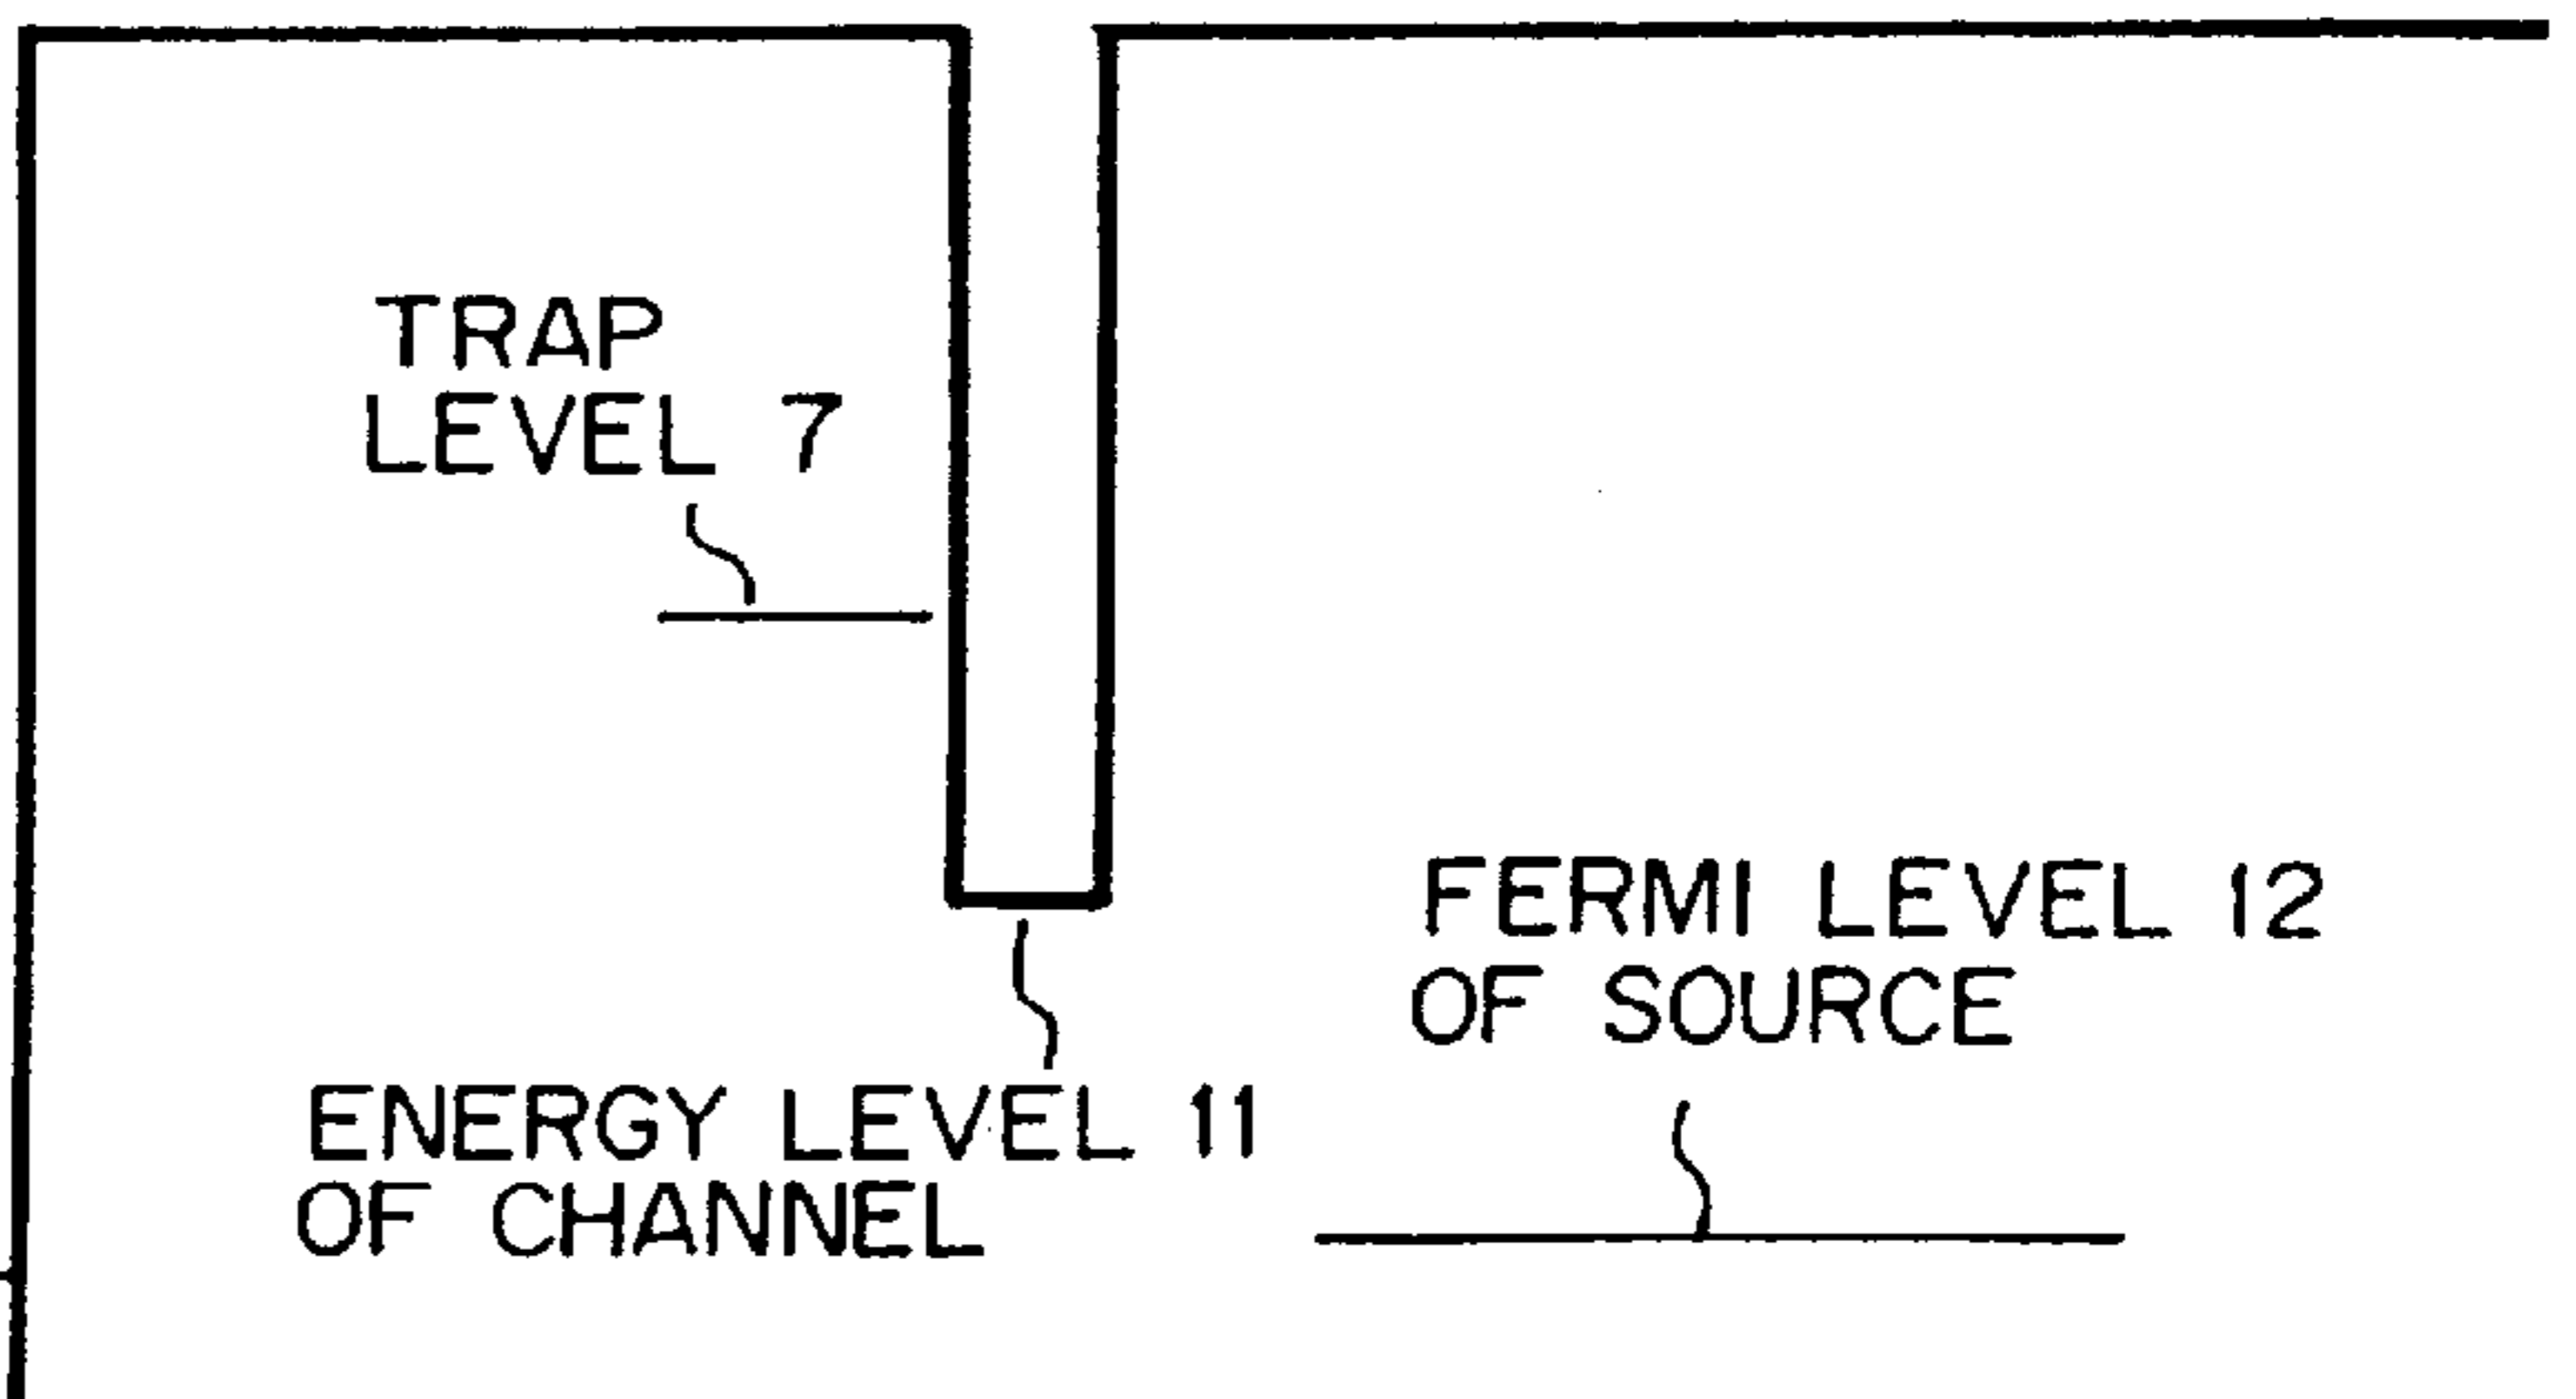 TRAP
LEVEL 7
FERMI LEVEL 12
OF SOURCE
ENERGY LEVEL 11
OF CHANNEL